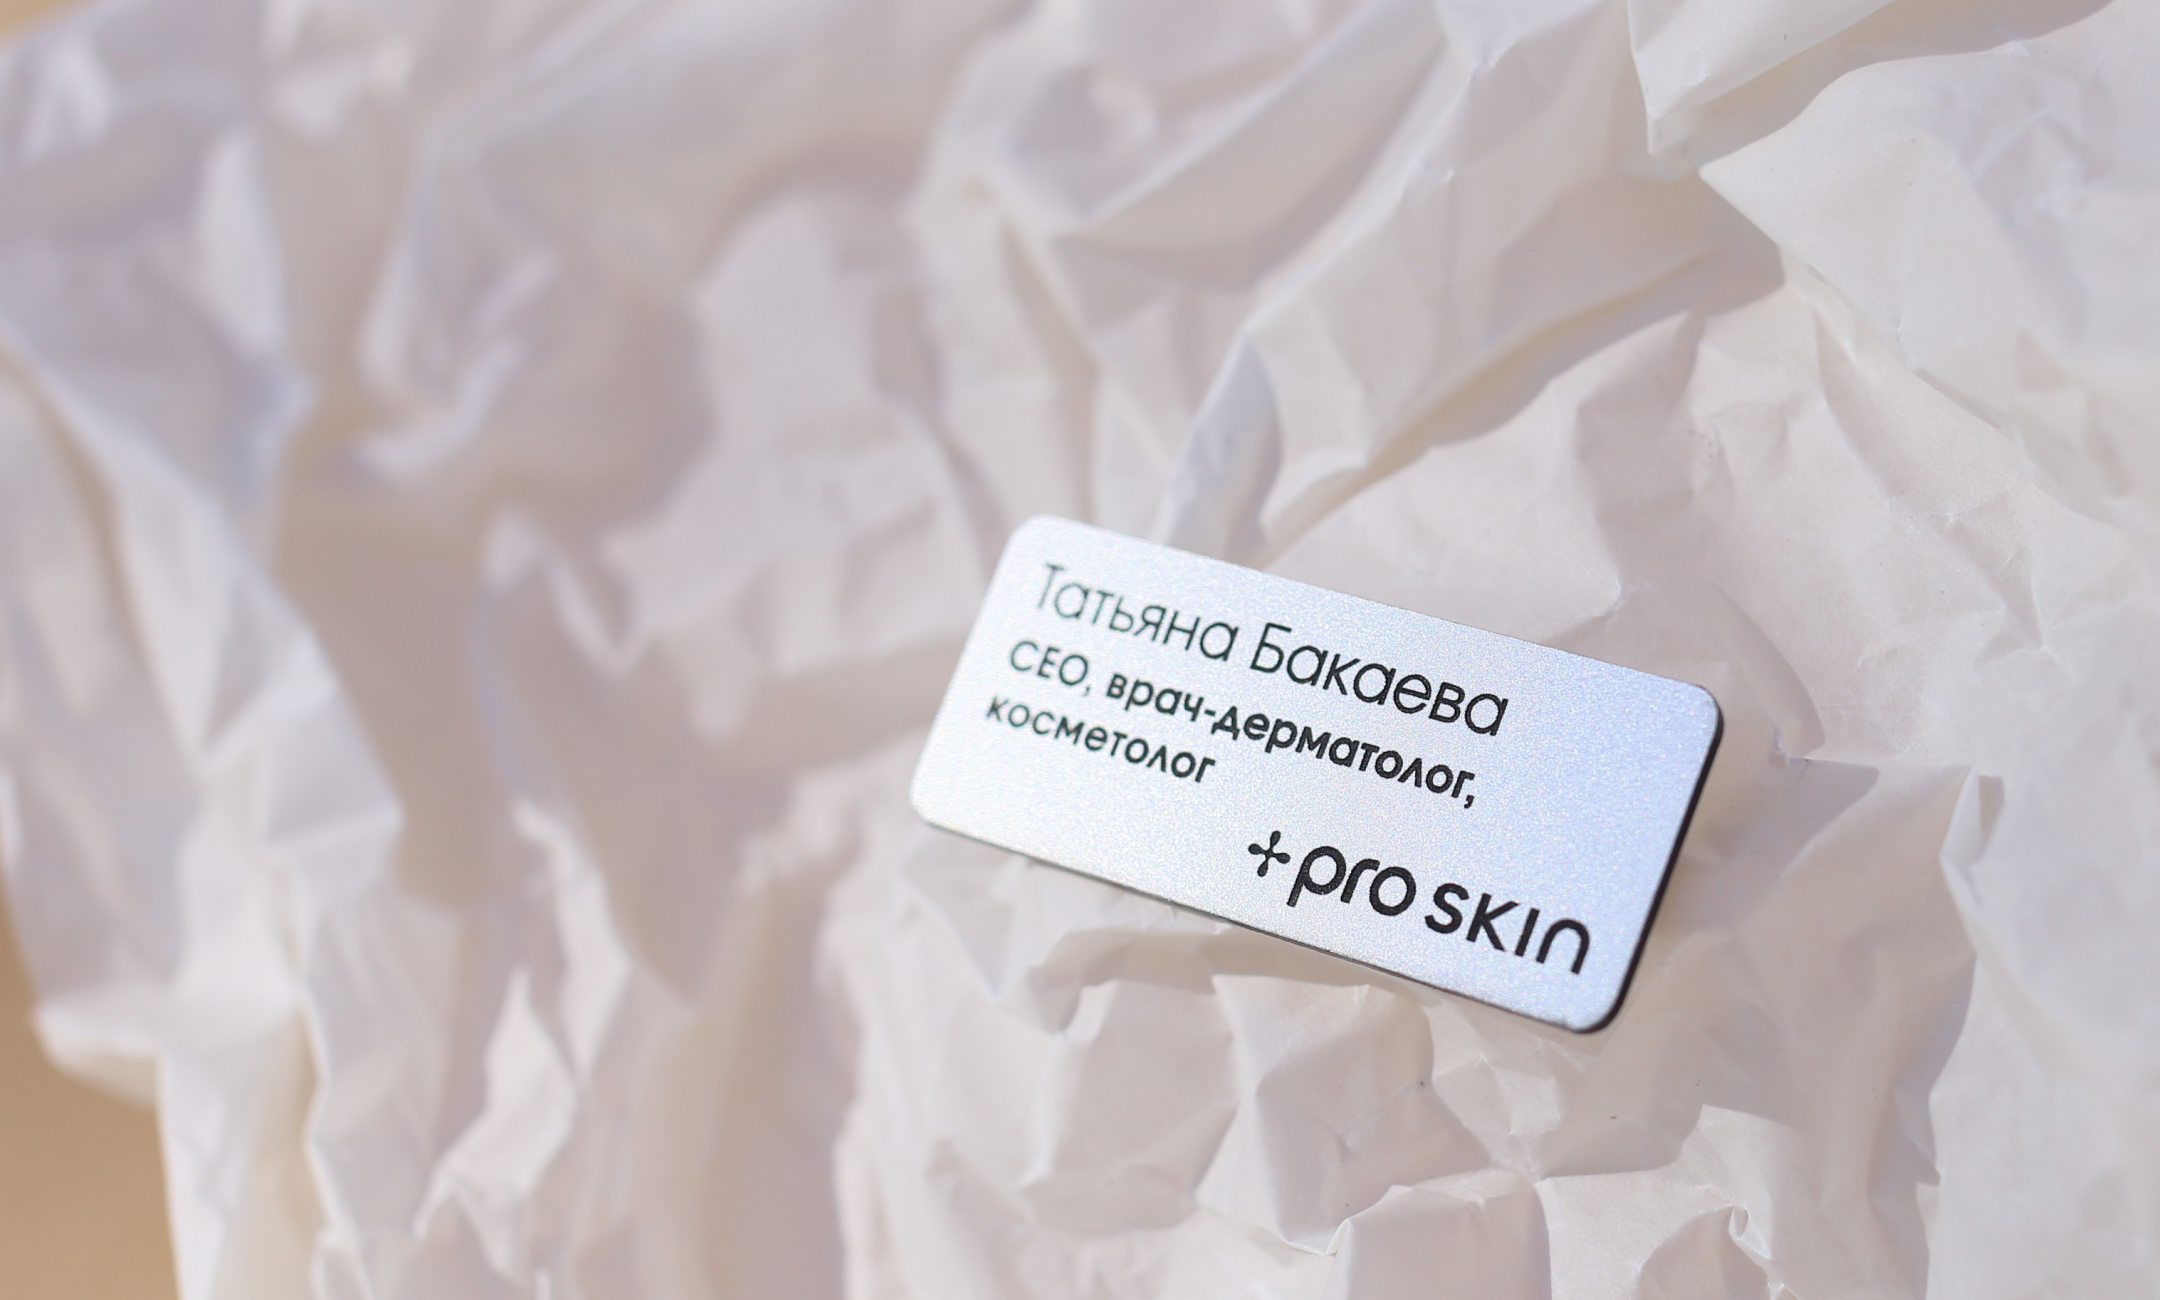 Татьяна Бакаева
CEO, врач-дерматолог,
косметолог
pro skin